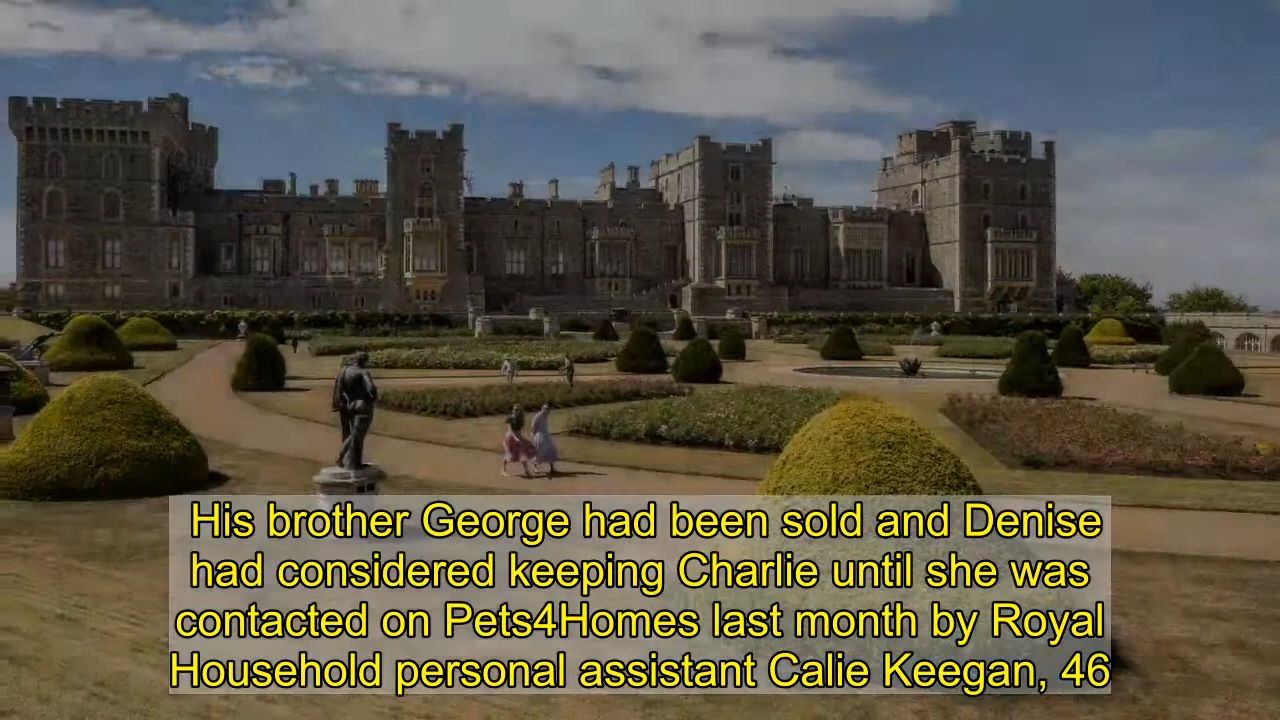 His brother George had been sold and Denise
had considered keeping Charlie until she was
contacted on Pets4Homes last month by Royal
Household personal assistant Calie Keegan, 46